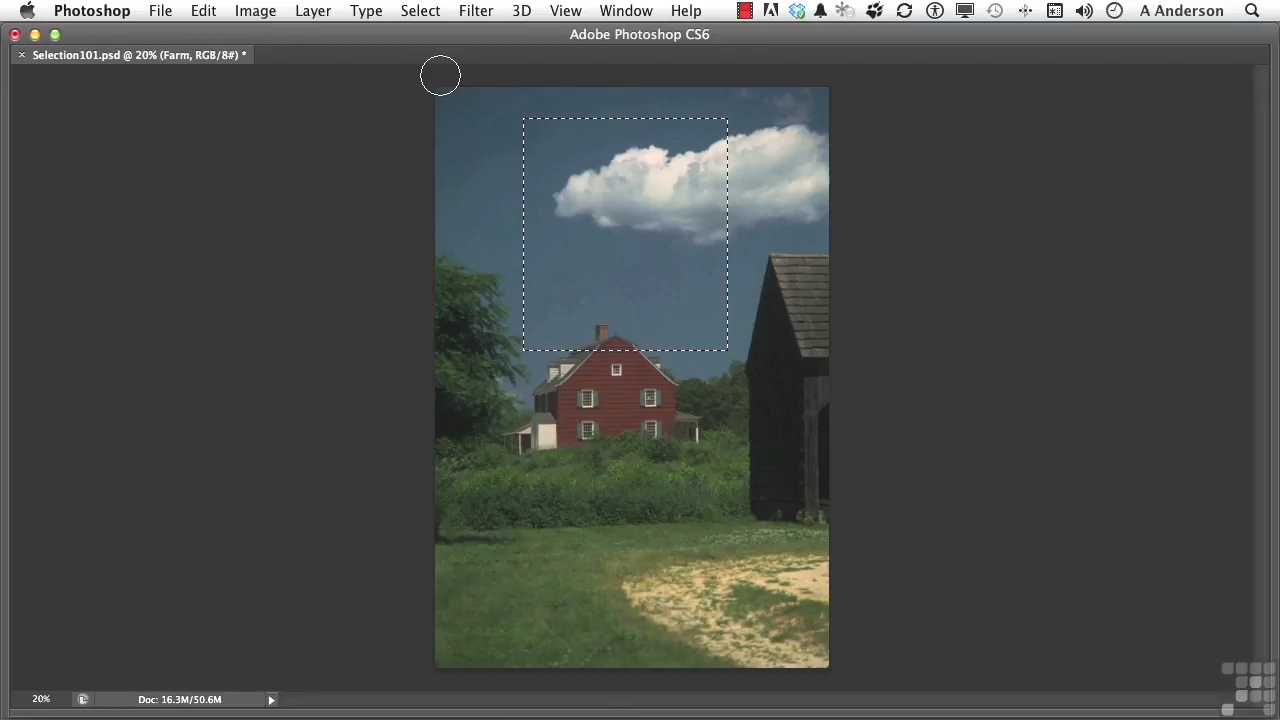 Photoshop File Edit Image Layer Type Select Filter 3D View Window Help A Anderson
Adobe Photoshop CS6
× Selection101.psd @ 20% (Farm, RGB/8#) *
20% Doc: 16.3M/50.6M